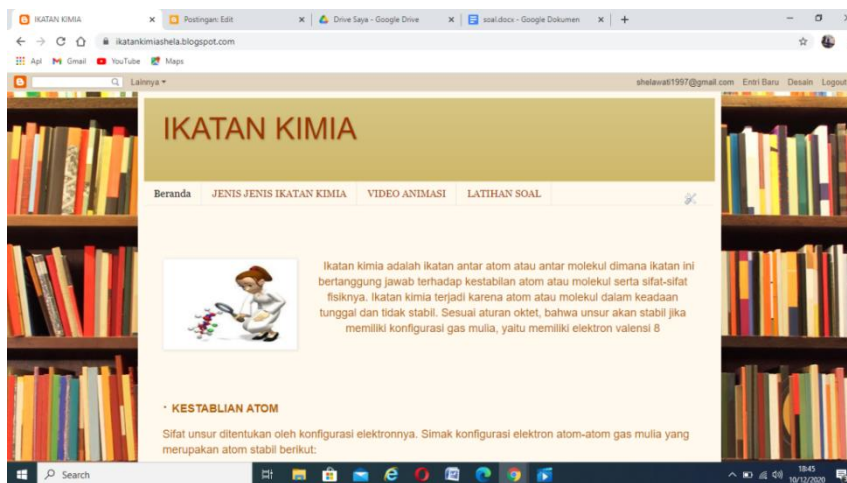 IKATAN KIMIA
Postingan: Edit
Drive Saya - Google Drive
soal.docx - Google Dokumen
ikatankimiashela.blogspot.com
Apl
Gmail
YouTube
Maps
Lainnya
shelawati1997@gmail.com
Entri Baru
Desain
Logout
IKATAN KIMIA
Beranda
JENIS JENIS IKATAN KIMIA
VIDEO ANIMASI
LATIHAN SOAL
Ikatan kimia adalah ikatan antar atom atau antar molekul dimana ikatan ini
bertanggung jawab terhadap kestabilan atom atau molekul serta sifat-sifat
fisiknya. Ikatan kimia terjadi karena atom atau molekul dalam keadaan
tunggal dan tidak stabil. Sesuai aturan oktet, bahwa unsur akan stabil jika
memiliki konfigurasi gas mulia, yaitu memiliki elektron valensi 8
· KESTABLIAN ATOM
Sifat unsur ditentukan oleh konfigurasi elektronnya. Simak konfigurasi elektron atom-atom gas mulia yang
merupakan atom stabil berikut:
Search
18:45
10/12/2020